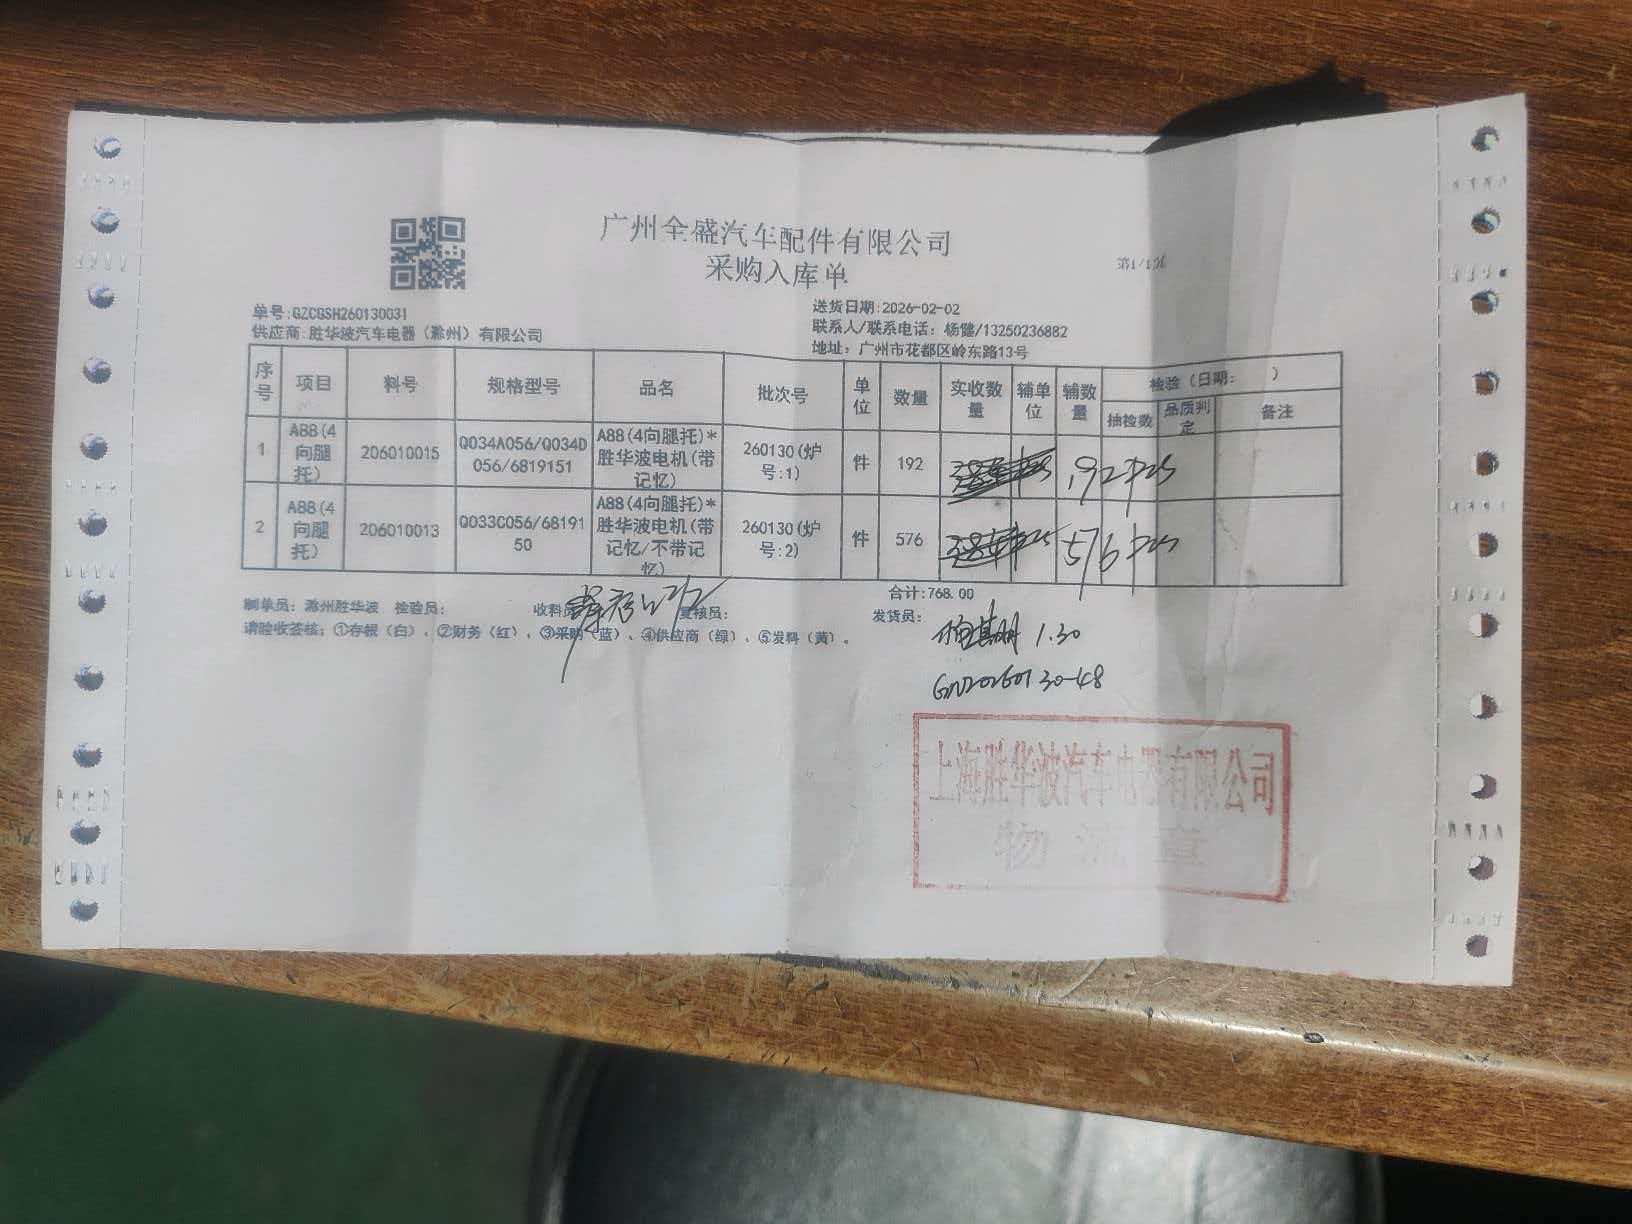 广州全盛汽车配件有限公司
采购入库单
第1/1页
单号:GZCGSH260130031
送货日期:2026-02-02
供应商:胜华波汽车电器（滁州）有限公司
联系人/联系电话：杨懿/13250236882
地址：广州市花都区岭东路13号
序号 项目 料号 规格型号 品名 批次号 单位 数量 实收数量 辅单位 辅数量 检验（日期： ）
抽检数 品质判定 备注
1 A88(4向腿托) 206010015 Q034A056/Q034D056/6819151 A88(4向腿托)*胜华波电机(带记忆) 260130(炉号:1) 件 192 192
2 A88(4向腿托) 206010013 Q033C056/6819150 A88(4向腿托)*胜华波电机(带记忆/不带记忆) 260130(炉号:2) 件 576 576
合计:768.00
制单员：滁州胜华波 检验员： 收料员 复核员： 发货员：
请验收签核：①存根（白）、②财务（红）、③采购（蓝）、④供应商（绿）、⑤发料（黄）。
1.30
GN20260130-48
上海胜华波汽车电器有限公司
物流章